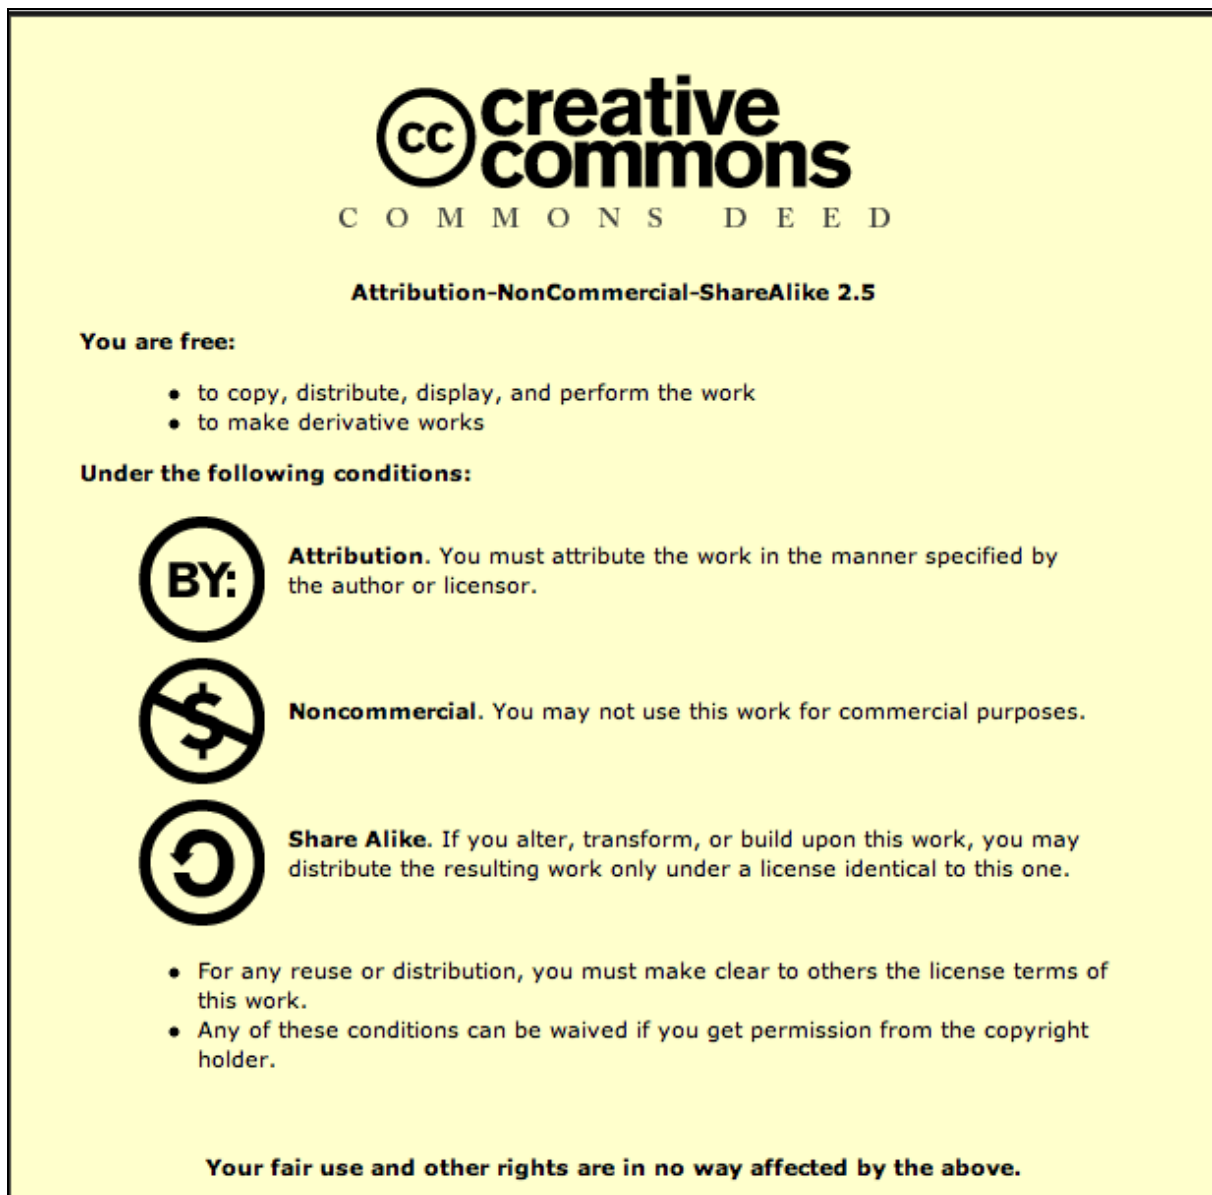 cc creative
commons
COMMONS DEED
Attribution-NonCommercial-ShareAlike 2.5
You are free:
• to copy, distribute, display, and perform the work
• to make derivative works
Under the following conditions:
BY:
Attribution. You must attribute the work in the manner specified by
the author or licensor.
$
Noncommercial. You may not use this work for commercial purposes.
Share Alike. If you alter, transform, or build upon this work, you may
distribute the resulting work only under a license identical to this one.
• For any reuse or distribution, you must make clear to others the license terms of
this work.
• Any of these conditions can be waived if you get permission from the copyright
holder.
Your fair use and other rights are in no way affected by the above.